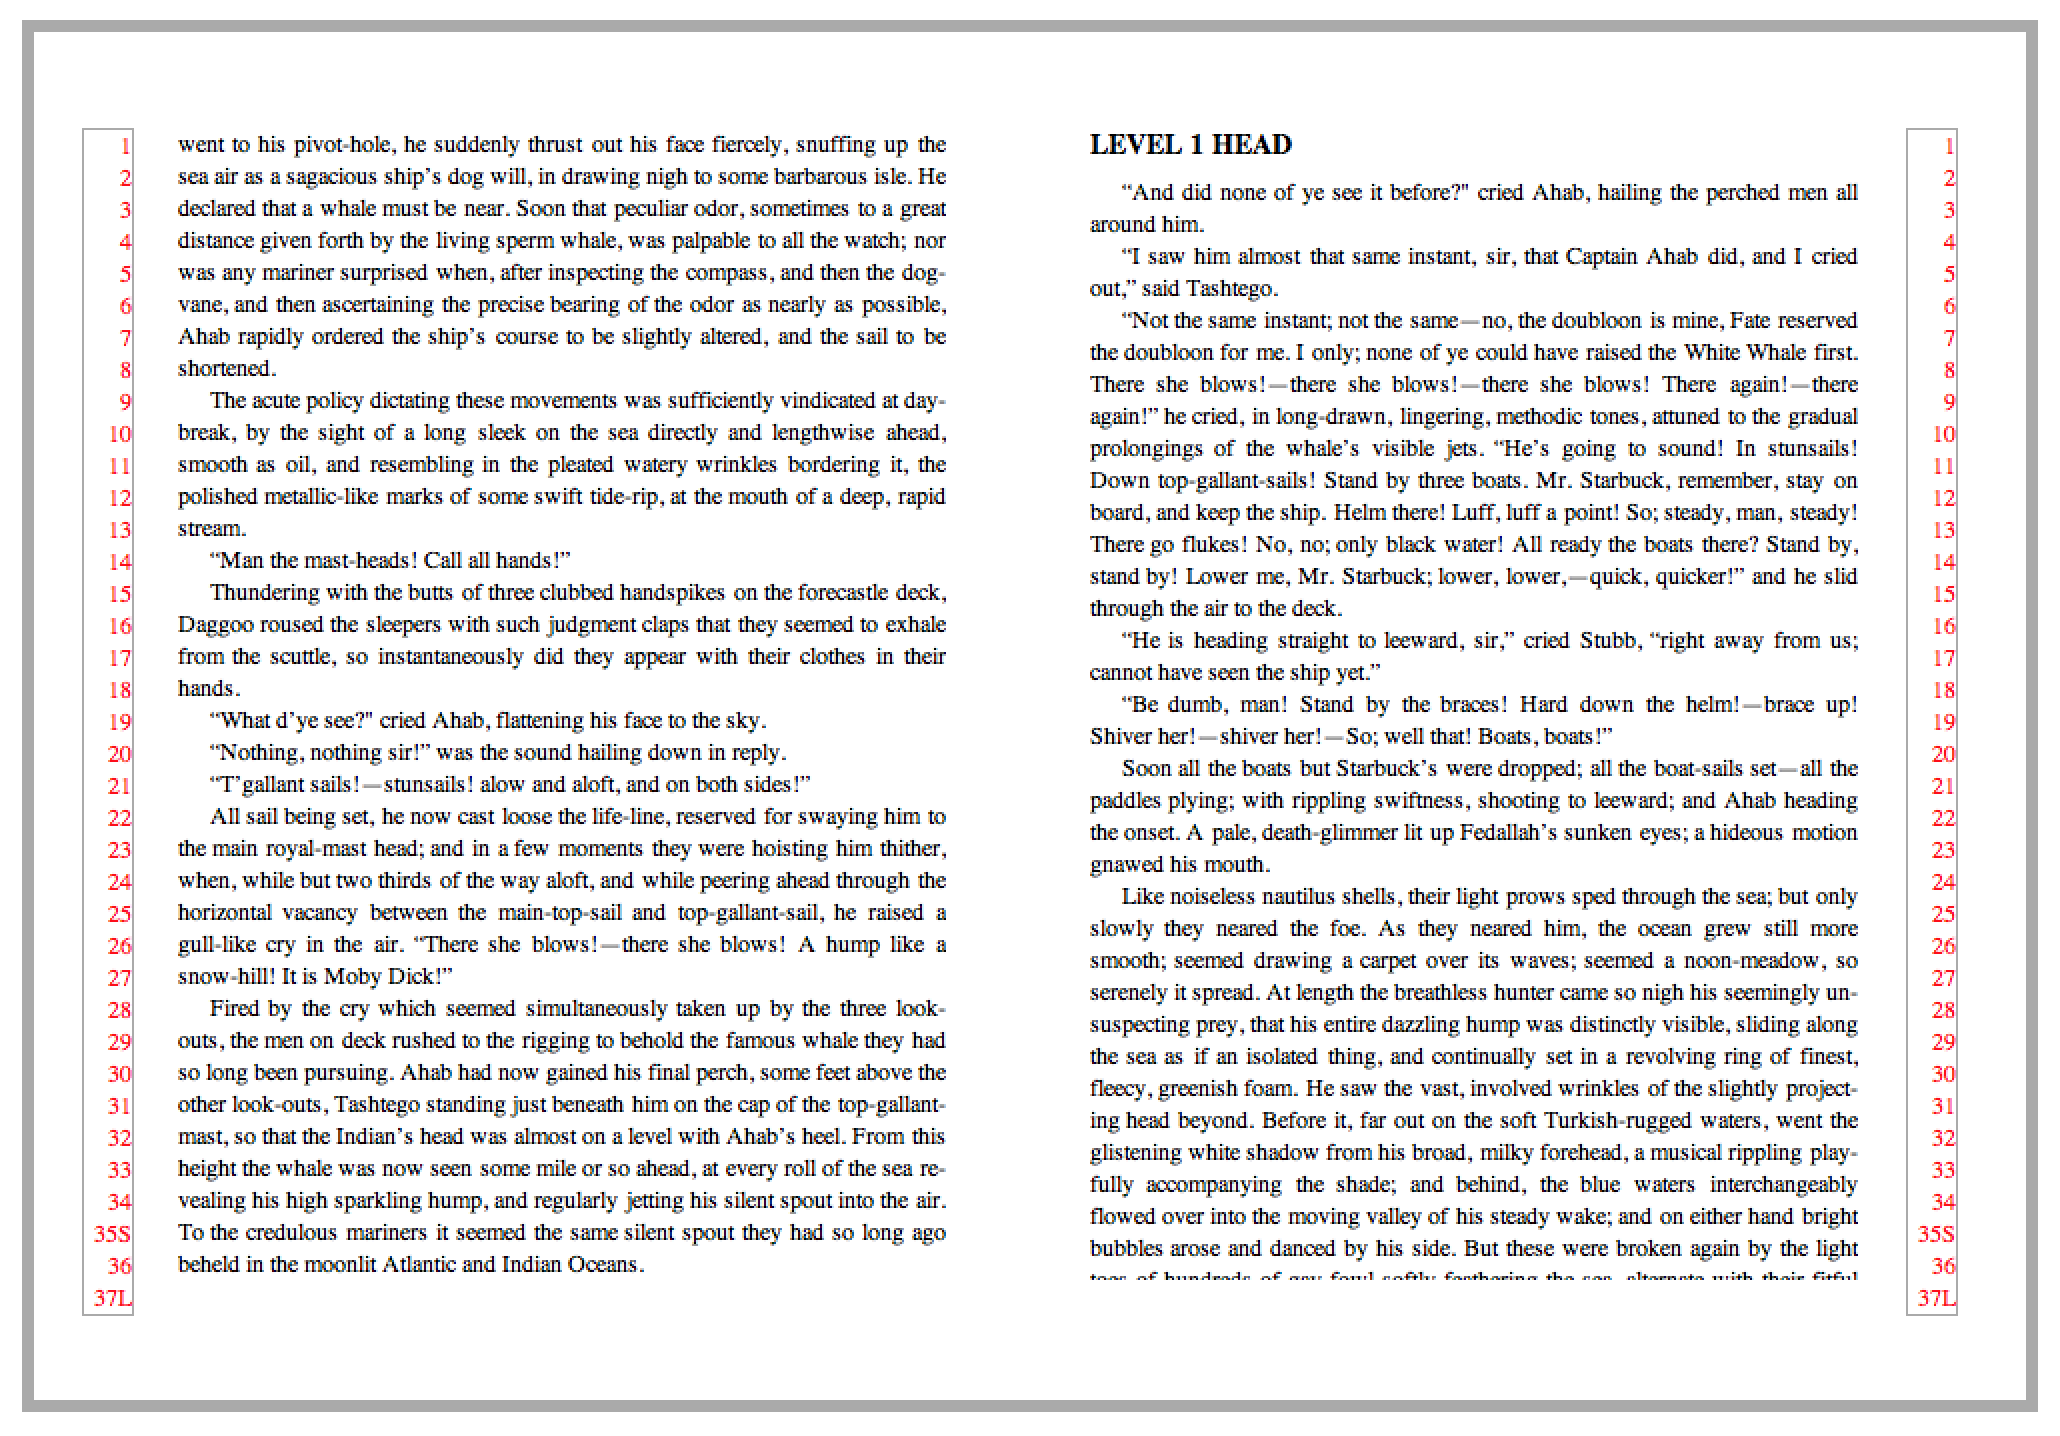 1
2
3
4
5
6
7
8
9
10
11
12
13
14
15
16
17
18
19
20
21
22
23
24
25
26
27
28
29
30
31
32
33
34
35S
36
37L
went to his pivot-hole, he suddenly thrust out his face fiercely, snuffing up the
sea air as a sagacious ship’s dog will, in drawing nigh to some barbarous isle. He
declared that a whale must be near. Soon that peculiar odor, sometimes to a great
distance given forth by the living sperm whale, was palpable to all the watch; nor
was any mariner surprised when, after inspecting the compass, and then the dog-
vane, and then ascertaining the precise bearing of the odor as nearly as possible,
Ahab rapidly ordered the ship’s course to be slightly altered, and the sail to be
shortened.
The acute policy dictating these movements was sufficiently vindicated at day-
break, by the sight of a long sleek on the sea directly and lengthwise ahead,
smooth as oil, and resembling in the pleated watery wrinkles bordering it, the
polished metallic-like marks of some swift tide-rip, at the mouth of a deep, rapid
stream.
“Man the mast-heads! Call all hands!”
Thundering with the butts of three clubbed handspikes on the forecastle deck,
Daggoo roused the sleepers with such judgment claps that they seemed to exhale
from the scuttle, so instantaneously did they appear with their clothes in their
hands.
“What d’ye see?" cried Ahab, flattening his face to the sky.
“Nothing, nothing sir!” was the sound hailing down in reply.
“T’gallant sails!—stunsails! alow and aloft, and on both sides!”
All sail being set, he now cast loose the life-line, reserved for swaying him to
the main royal-mast head; and in a few moments they were hoisting him thither,
when, while but two thirds of the way aloft, and while peering ahead through the
horizontal vacancy between the main-top-sail and top-gallant-sail, he raised a
gull-like cry in the air. “There she blows!—there she blows! A hump like a
snow-hill! It is Moby Dick!”
Fired by the cry which seemed simultaneously taken up by the three look-
outs, the men on deck rushed to the rigging to behold the famous whale they had
so long been pursuing. Ahab had now gained his final perch, some feet above the
other look-outs, Tashtego standing just beneath him on the cap of the top-gallant-
mast, so that the Indian’s head was almost on a level with Ahab’s heel. From this
height the whale was now seen some mile or so ahead, at every roll of the sea re-
vealing his high sparkling hump, and regularly jetting his silent spout into the air.
To the credulous mariners it seemed the same silent spout they had so long ago
beheld in the moonlit Atlantic and Indian Oceans.
LEVEL 1 HEAD
“And did none of ye see it before?" cried Ahab, hailing the perched men all
around him.
“I saw him almost that same instant, sir, that Captain Ahab did, and I cried
out,” said Tashtego.
“Not the same instant; not the same—no, the doubloon is mine, Fate reserved
the doubloon for me. I only; none of ye could have raised the White Whale first.
There she blows!—there she blows!—there she blows! There again!—there
again!” he cried, in long-drawn, lingering, methodic tones, attuned to the gradual
prolongings of the whale’s visible jets. “He’s going to sound! In stunsails!
Down top-gallant-sails! Stand by three boats. Mr. Starbuck, remember, stay on
board, and keep the ship. Helm there! Luff, luff a point! So; steady, man, steady!
There go flukes! No, no; only black water! All ready the boats there? Stand by,
stand by! Lower me, Mr. Starbuck; lower, lower,—quick, quicker!” and he slid
through the air to the deck.
“He is heading straight to leeward, sir,” cried Stubb, “right away from us;
cannot have seen the ship yet.”
“Be dumb, man! Stand by the braces! Hard down the helm!—brace up!
Shiver her!—shiver her!—So; well that! Boats, boats!”
Soon all the boats but Starbuck’s were dropped; all the boat-sails set—all the
paddles plying; with rippling swiftness, shooting to leeward; and Ahab heading
the onset. A pale, death-glimmer lit up Fedallah’s sunken eyes; a hideous motion
gnawed his mouth.
Like noiseless nautilus shells, their light prows sped through the sea; but only
slowly they neared the foe. As they neared him, the ocean grew still more
smooth; seemed drawing a carpet over its waves; seemed a noon-meadow, so
serenely it spread. At length the breathless hunter came so nigh his seemingly un-
suspecting prey, that his entire dazzling hump was distinctly visible, sliding along
the sea as if an isolated thing, and continually set in a revolving ring of finest,
fleecy, greenish foam. He saw the vast, involved wrinkles of the slightly project-
ing head beyond. Before it, far out on the soft Turkish-rugged waters, went the
glistening white shadow from his broad, milky forehead, a musical rippling play-
fully accompanying the shade; and behind, the blue waters interchangeably
flowed over into the moving valley of his steady wake; and on either hand bright
bubbles arose and danced by his side. But these were broken again by the light
toes of hundreds of gay fowl softly feathering the sea, alternate with their fitful
1
2
3
4
5
6
7
8
9
10
11
12
13
14
15
16
17
18
19
20
21
22
23
24
25
26
27
28
29
30
31
32
33
34
35S
36
37L